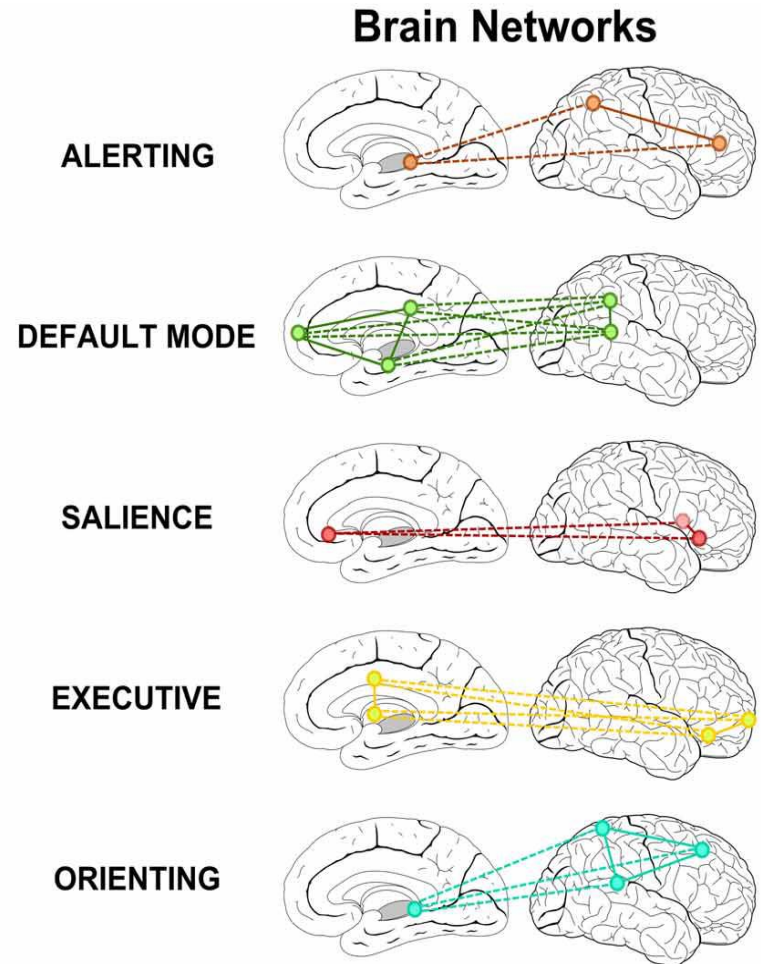 Brain Networks
ALERTING
DEFAULT MODE
SALIENCE
EXECUTIVE
ORIENTING